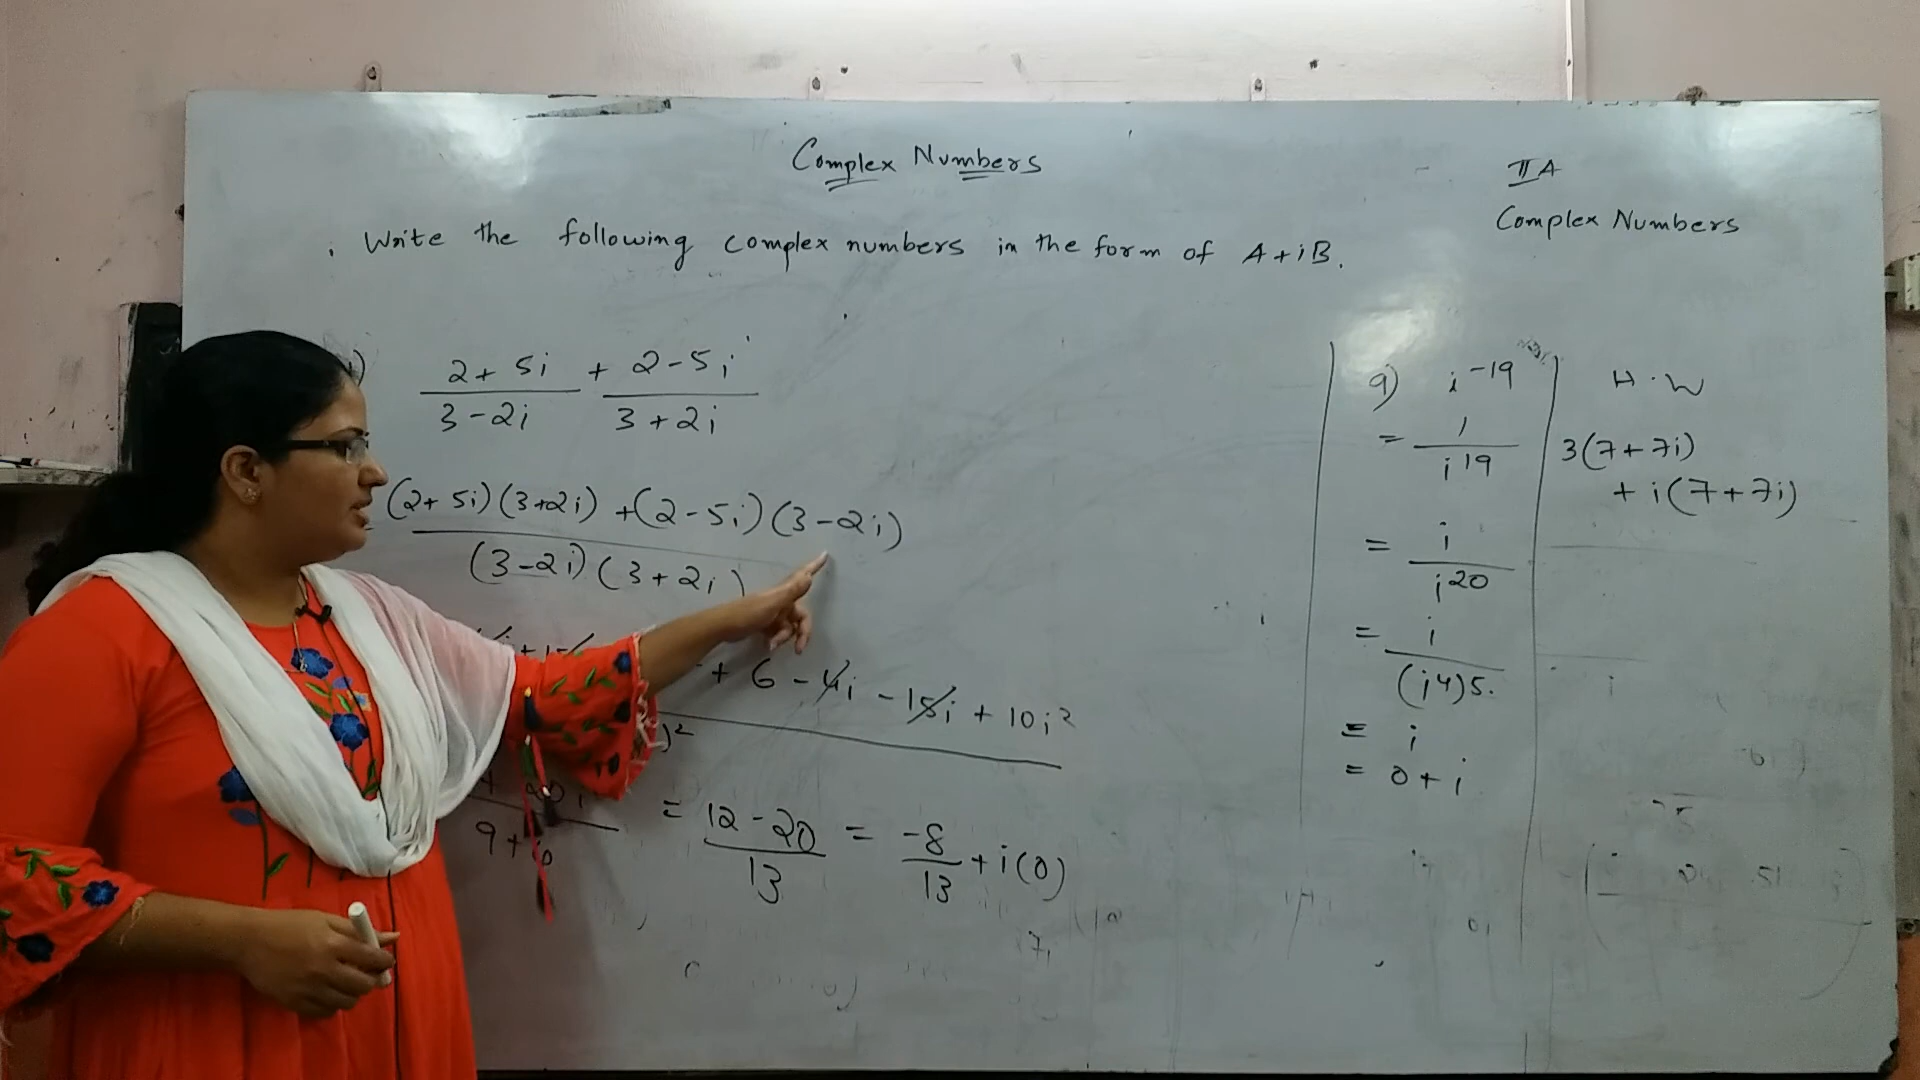 Complex Numbers
Write the following complex numbers in the form of A+iB.
2+5i/3-2i + 2-5i/3+2i
(2+5i)(3+2i) +(2-5i)(3-2i)
(3-2i)(3+2i)
+ 6 - 4i - 15i + 10i²
)²
= 12-20/13 = -8/13 + i(0)
II A
Complex Numbers
9) i⁻¹⁹
= 1/i¹⁹
= i/i²⁰
= i/(i⁴)5.
= i
= 0+i
H.W
3(7+7i)
+ i(7+7i)